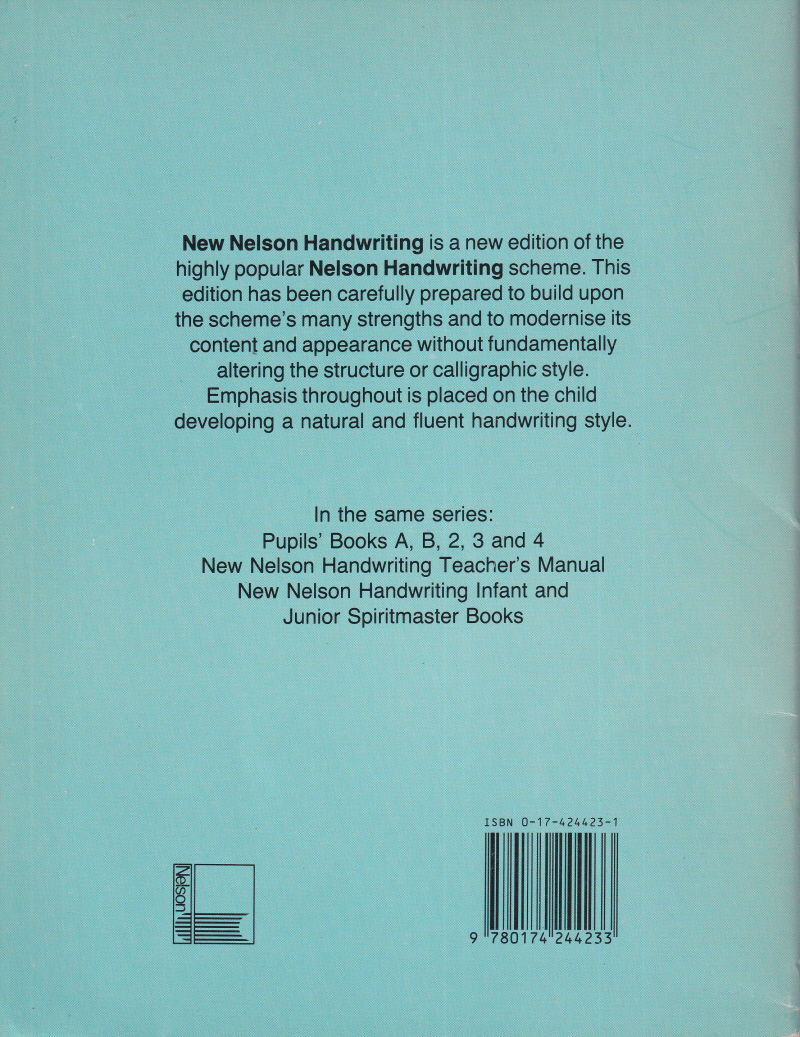 New Nelson Handwriting is a new edition of the
highly popular Nelson Handwriting scheme. This
edition has been carefully prepared to build upon
the scheme's many strengths and to modernise its
content and appearance without fundamentally
altering the structure or calligraphic style.
Emphasis throughout is placed on the child
developing a natural and fluent handwriting style.
In the same series:
Pupils' Books A, B, 2, 3 and 4
New Nelson Handwriting Teacher's Manual
New Nelson Handwriting Infant and
Junior Spiritmaster Books
Nelson
ISBN 0-17-424423-1
9 780174 244233